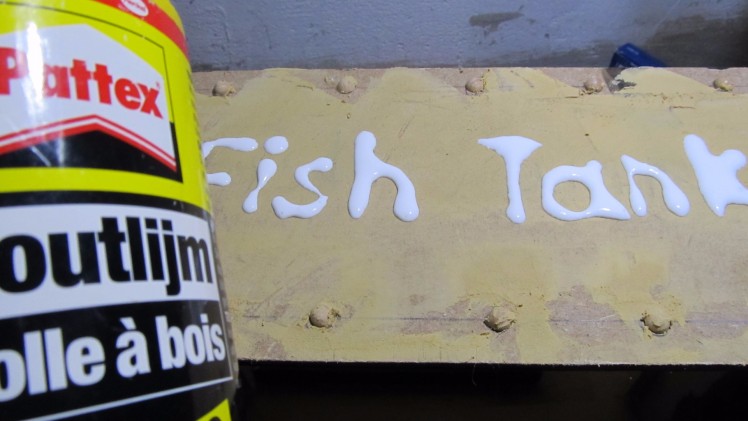 Pattex
outlijm
olle à bois
Fish Tank